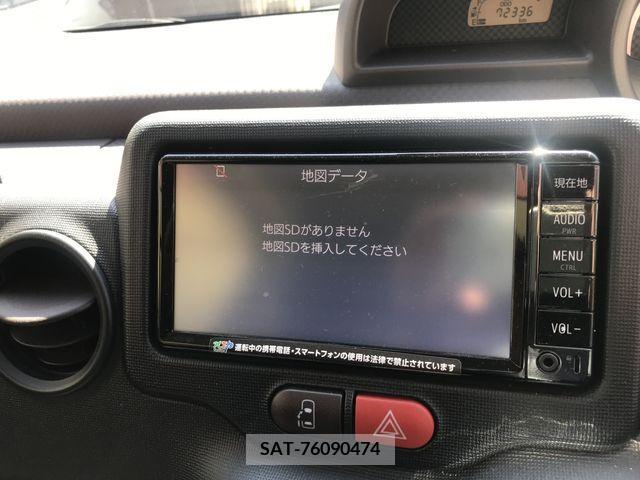 ODO
72336
km
地図データ
現在地
地図SDがありません
地図SDを挿入してください
AUDIO
PWR
MENU
CTRL
VOL+
VOL-
運転中の携帯電話・スマートフォンの使用は法律で禁止されています
SAT-76090474